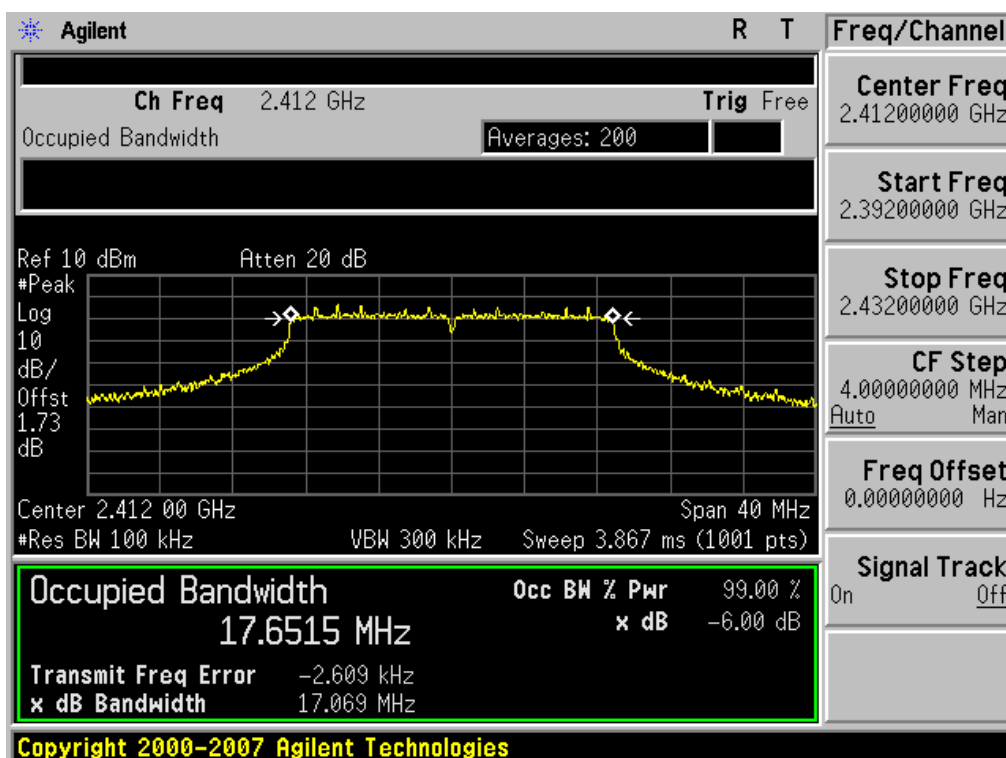 Agilent R T
Ch Freq 2.412 GHz Trig Free
Occupied Bandwidth Averages: 200
Ref 10 dBm Atten 20 dB
#Peak
Log
10
dB/
Offst
1.73
dB
Center 2.412 00 GHz Span 40 MHz
#Res BW 100 kHz VBW 300 kHz Sweep 3.867 ms (1001 pts)
Occupied Bandwidth Occ BW % Pwr 99.00 %
17.6515 MHz x dB -6.00 dB
Transmit Freq Error -2.609 kHz
x dB Bandwidth 17.069 MHz
Copyright 2000-2007 Agilent Technologies
Freq/Channel
Center Freq
2.41200000 GHz
Start Freq
2.39200000 GHz
Stop Freq
2.43200000 GHz
CF Step
4.00000000 MHz
Auto Man
Freq Offset
0.00000000 Hz
Signal Track
On Off